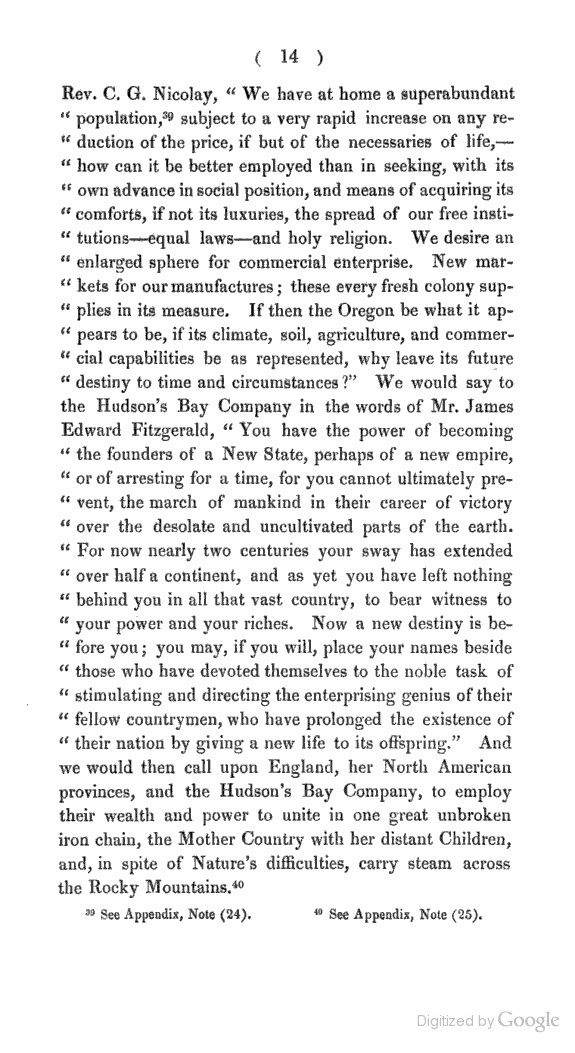 ( 14 )
Rev. C. G. Nicolay, “ We have at home a superabundant
“ population,³⁹ subject to a very rapid increase on any re-
“ duction of the price, if but of the necessaries of life,—
“ how can it be better employed than in seeking, with its
“ own advance in social position, and means of acquiring its
“ comforts, if not its luxuries, the spread of our free insti-
“ tutions—equal laws—and holy religion. We desire an
“ enlarged sphere for commercial enterprise. New mar-
“ kets for our manufactures; these every fresh colony sup-
“ plies in its measure. If then the Oregon be what it ap-
“ pears to be, if its climate, soil, agriculture, and commer-
“ cial capabilities be as represented, why leave its future
“ destiny to time and circumstances?” We would say to
the Hudson’s Bay Company in the words of Mr. James
Edward Fitzgerald, “ You have the power of becoming
“ the founders of a New State, perhaps of a new empire,
“ or of arresting for a time, for you cannot ultimately pre-
“ vent, the march of mankind in their career of victory
“ over the desolate and uncultivated parts of the earth.
“ For now nearly two centuries your sway has extended
“ over half a continent, and as yet you have left nothing
“ behind you in all that vast country, to bear witness to
“ your power and your riches. Now a new destiny is be-
“ fore you; you may, if you will, place your names beside
“ those who have devoted themselves to the noble task of
“ stimulating and directing the enterprising genius of their
“ fellow countrymen, who have prolonged the existence of
“ their nation by giving a new life to its offspring.” And
we would then call upon England, her North American
provinces, and the Hudson’s Bay Company, to employ
their wealth and power to unite in one great unbroken
iron chain, the Mother Country with her distant Children,
and, in spite of Nature’s difficulties, carry steam across
the Rocky Mountains.⁴⁰
³⁹ See Appendix, Note (24). ⁴⁰ See Appendix, Note (25).
Digitized by Google